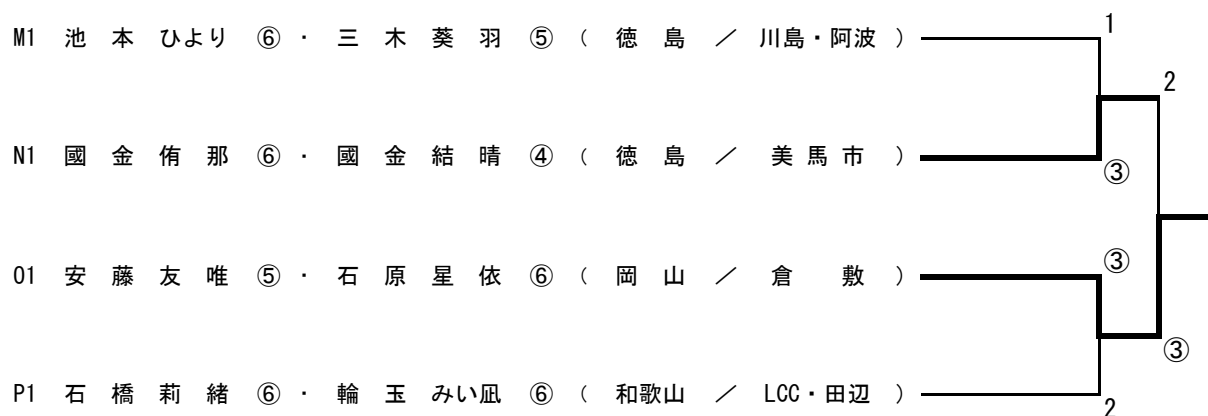 M1 池本 ひより ⑥ ・ 三木葵羽 ⑤ ( 徳島 / 川島・阿波 ) 1
2
N1 國金侑那 ⑥ ・ 國金結晴 ④ ( 徳島 / 美馬市 ) ③
O1 安藤友唯 ⑤ ・ 石原星依 ⑥ ( 岡山 / 倉敷 ) ③
③
P1 石橋莉緒 ⑥ ・ 輪玉 みい凪 ⑥ ( 和歌山 / LCC・田辺 ) 2